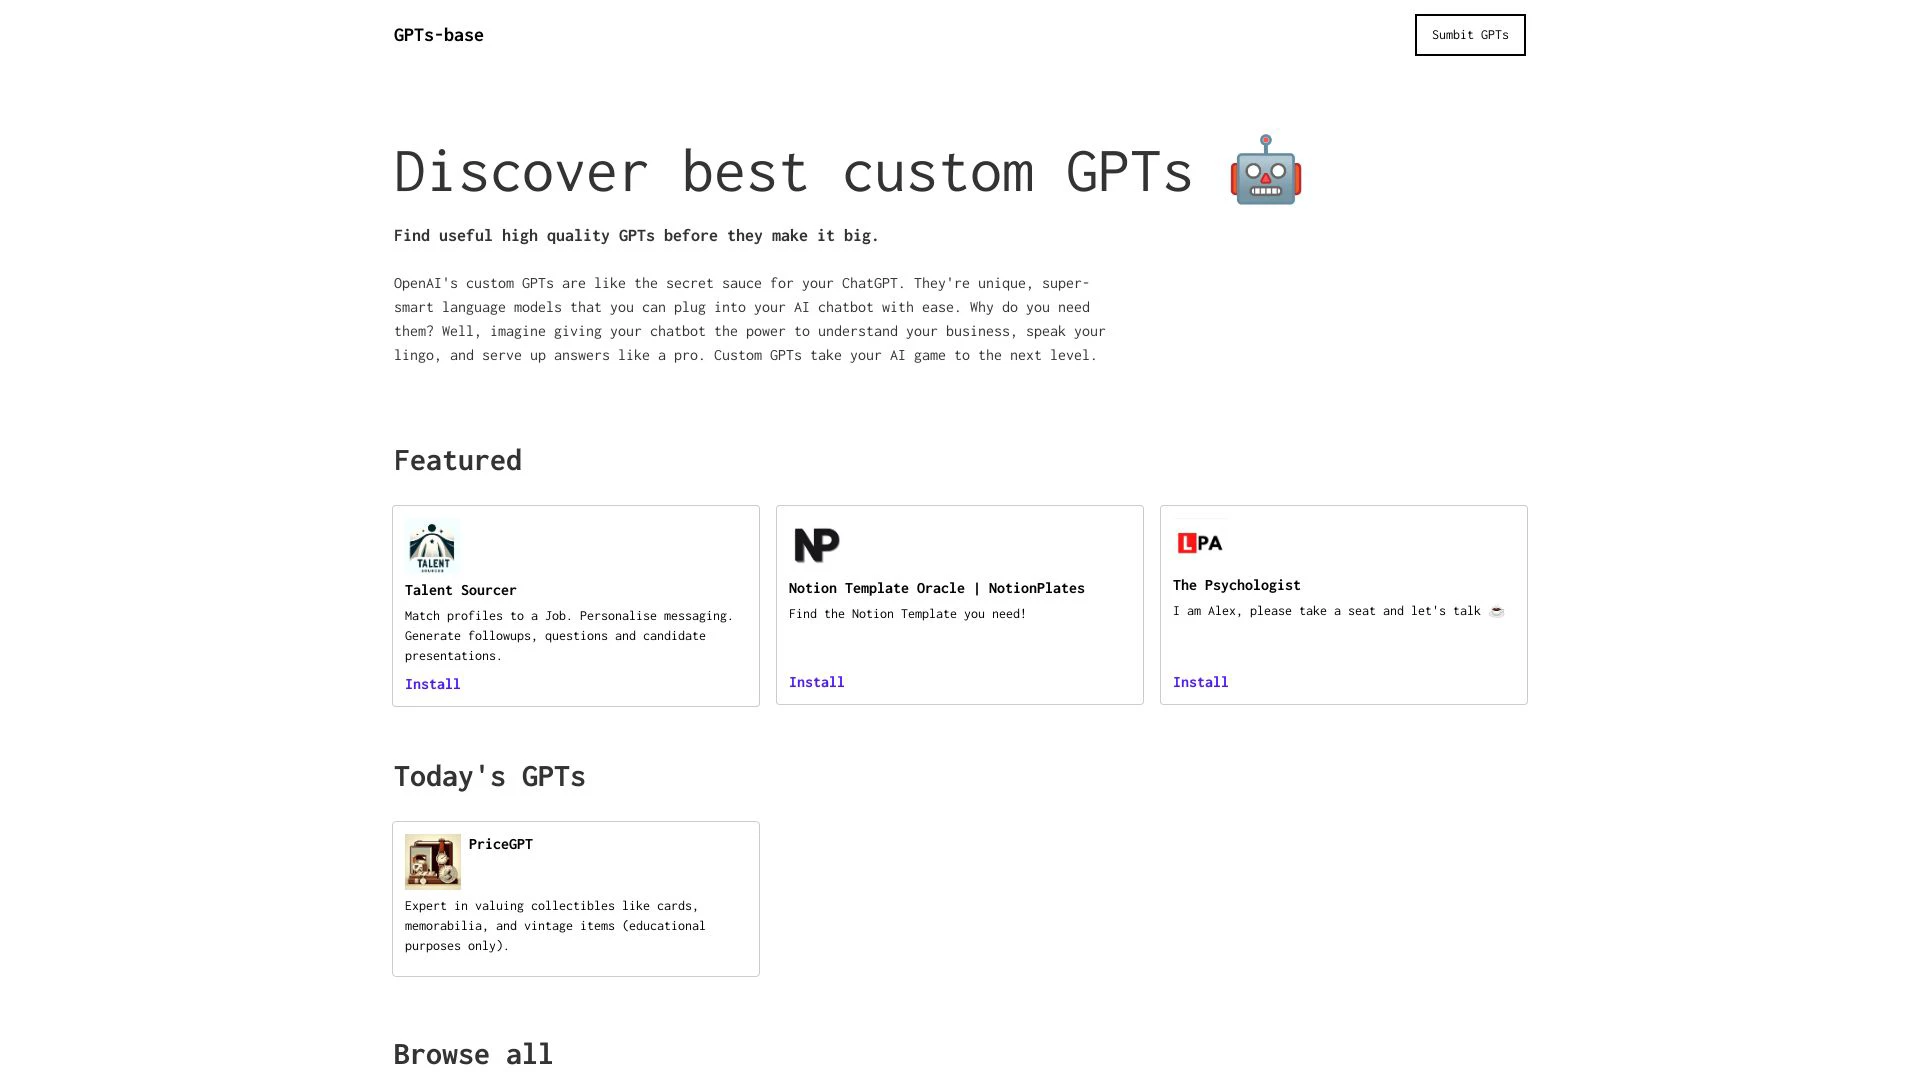 GPTs-base
Sumbit GPTs
Discover best custom GPTs 🤖
Find useful high quality GPTs before they make it big.
OpenAI's custom GPTs are like the secret sauce for your ChatGPT. They're unique, super-
smart language models that you can plug into your AI chatbot with ease. Why do you need
them? Well, imagine giving your chatbot the power to understand your business, speak your
lingo, and serve up answers like a pro. Custom GPTs take your AI game to the next level.
Featured
TALENT
Talent Sourcer
Match profiles to a Job. Personalise messaging.
Generate followups, questions and candidate
presentations.
Install
NP
Notion Template Oracle | NotionPlates
Find the Notion Template you need!
Install
LPA
The Psychologist
I am Alex, please take a seat and let's talk ☕
Install
Today's GPTs
PriceGPT
Expert in valuing collectibles like cards,
memorabilia, and vintage items (educational
purposes only).
Browse all